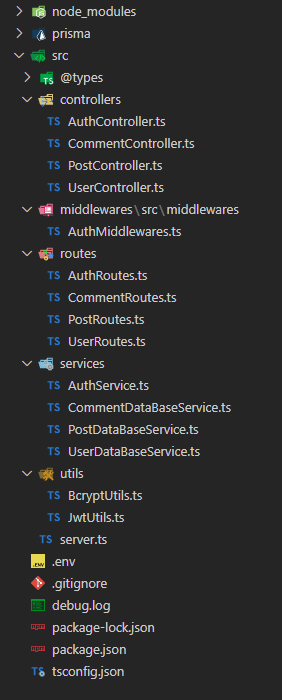 node_modules
prisma
src
@types
controllers
TS AuthController.ts
TS CommentController.ts
TS PostController.ts
TS UserController.ts
middlewares\src\middlewares
TS AuthMiddlewares.ts
routes
TS AuthRoutes.ts
TS CommentRoutes.ts
TS PostRoutes.ts
TS UserRoutes.ts
services
TS AuthService.ts
TS CommentDataBaseService.ts
TS PostDataBaseService.ts
TS UserDataBaseService.ts
utils
TS BcryptUtils.ts
TS JwtUtils.ts
TS server.ts
.ENV .env
.gitignore
debug.log
package-lock.json
package.json
TS tsconfig.json